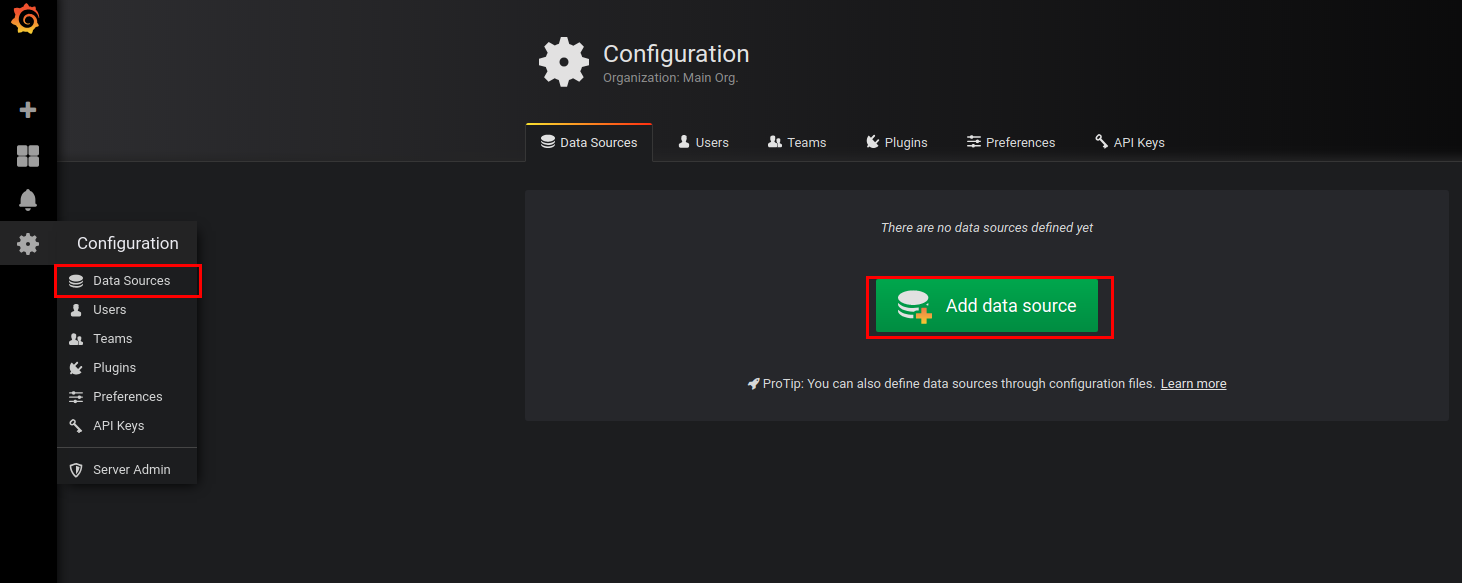 Configuration
Organization: Main Org.
Data Sources Users Teams Plugins Preferences API Keys
There are no data sources defined yet
Add data source
ProTip: You can also define data sources through configuration files. Learn more
Configuration
Data Sources
Users
Teams
Plugins
Preferences
API Keys
Server Admin